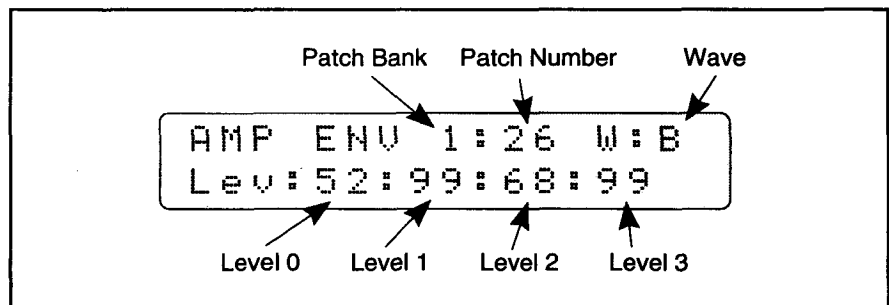 Patch Bank Patch Number Wave
AMP ENV 1:26 W:B
Lev:52:99:68:99
Level 0 Level 1 Level 2 Level 3